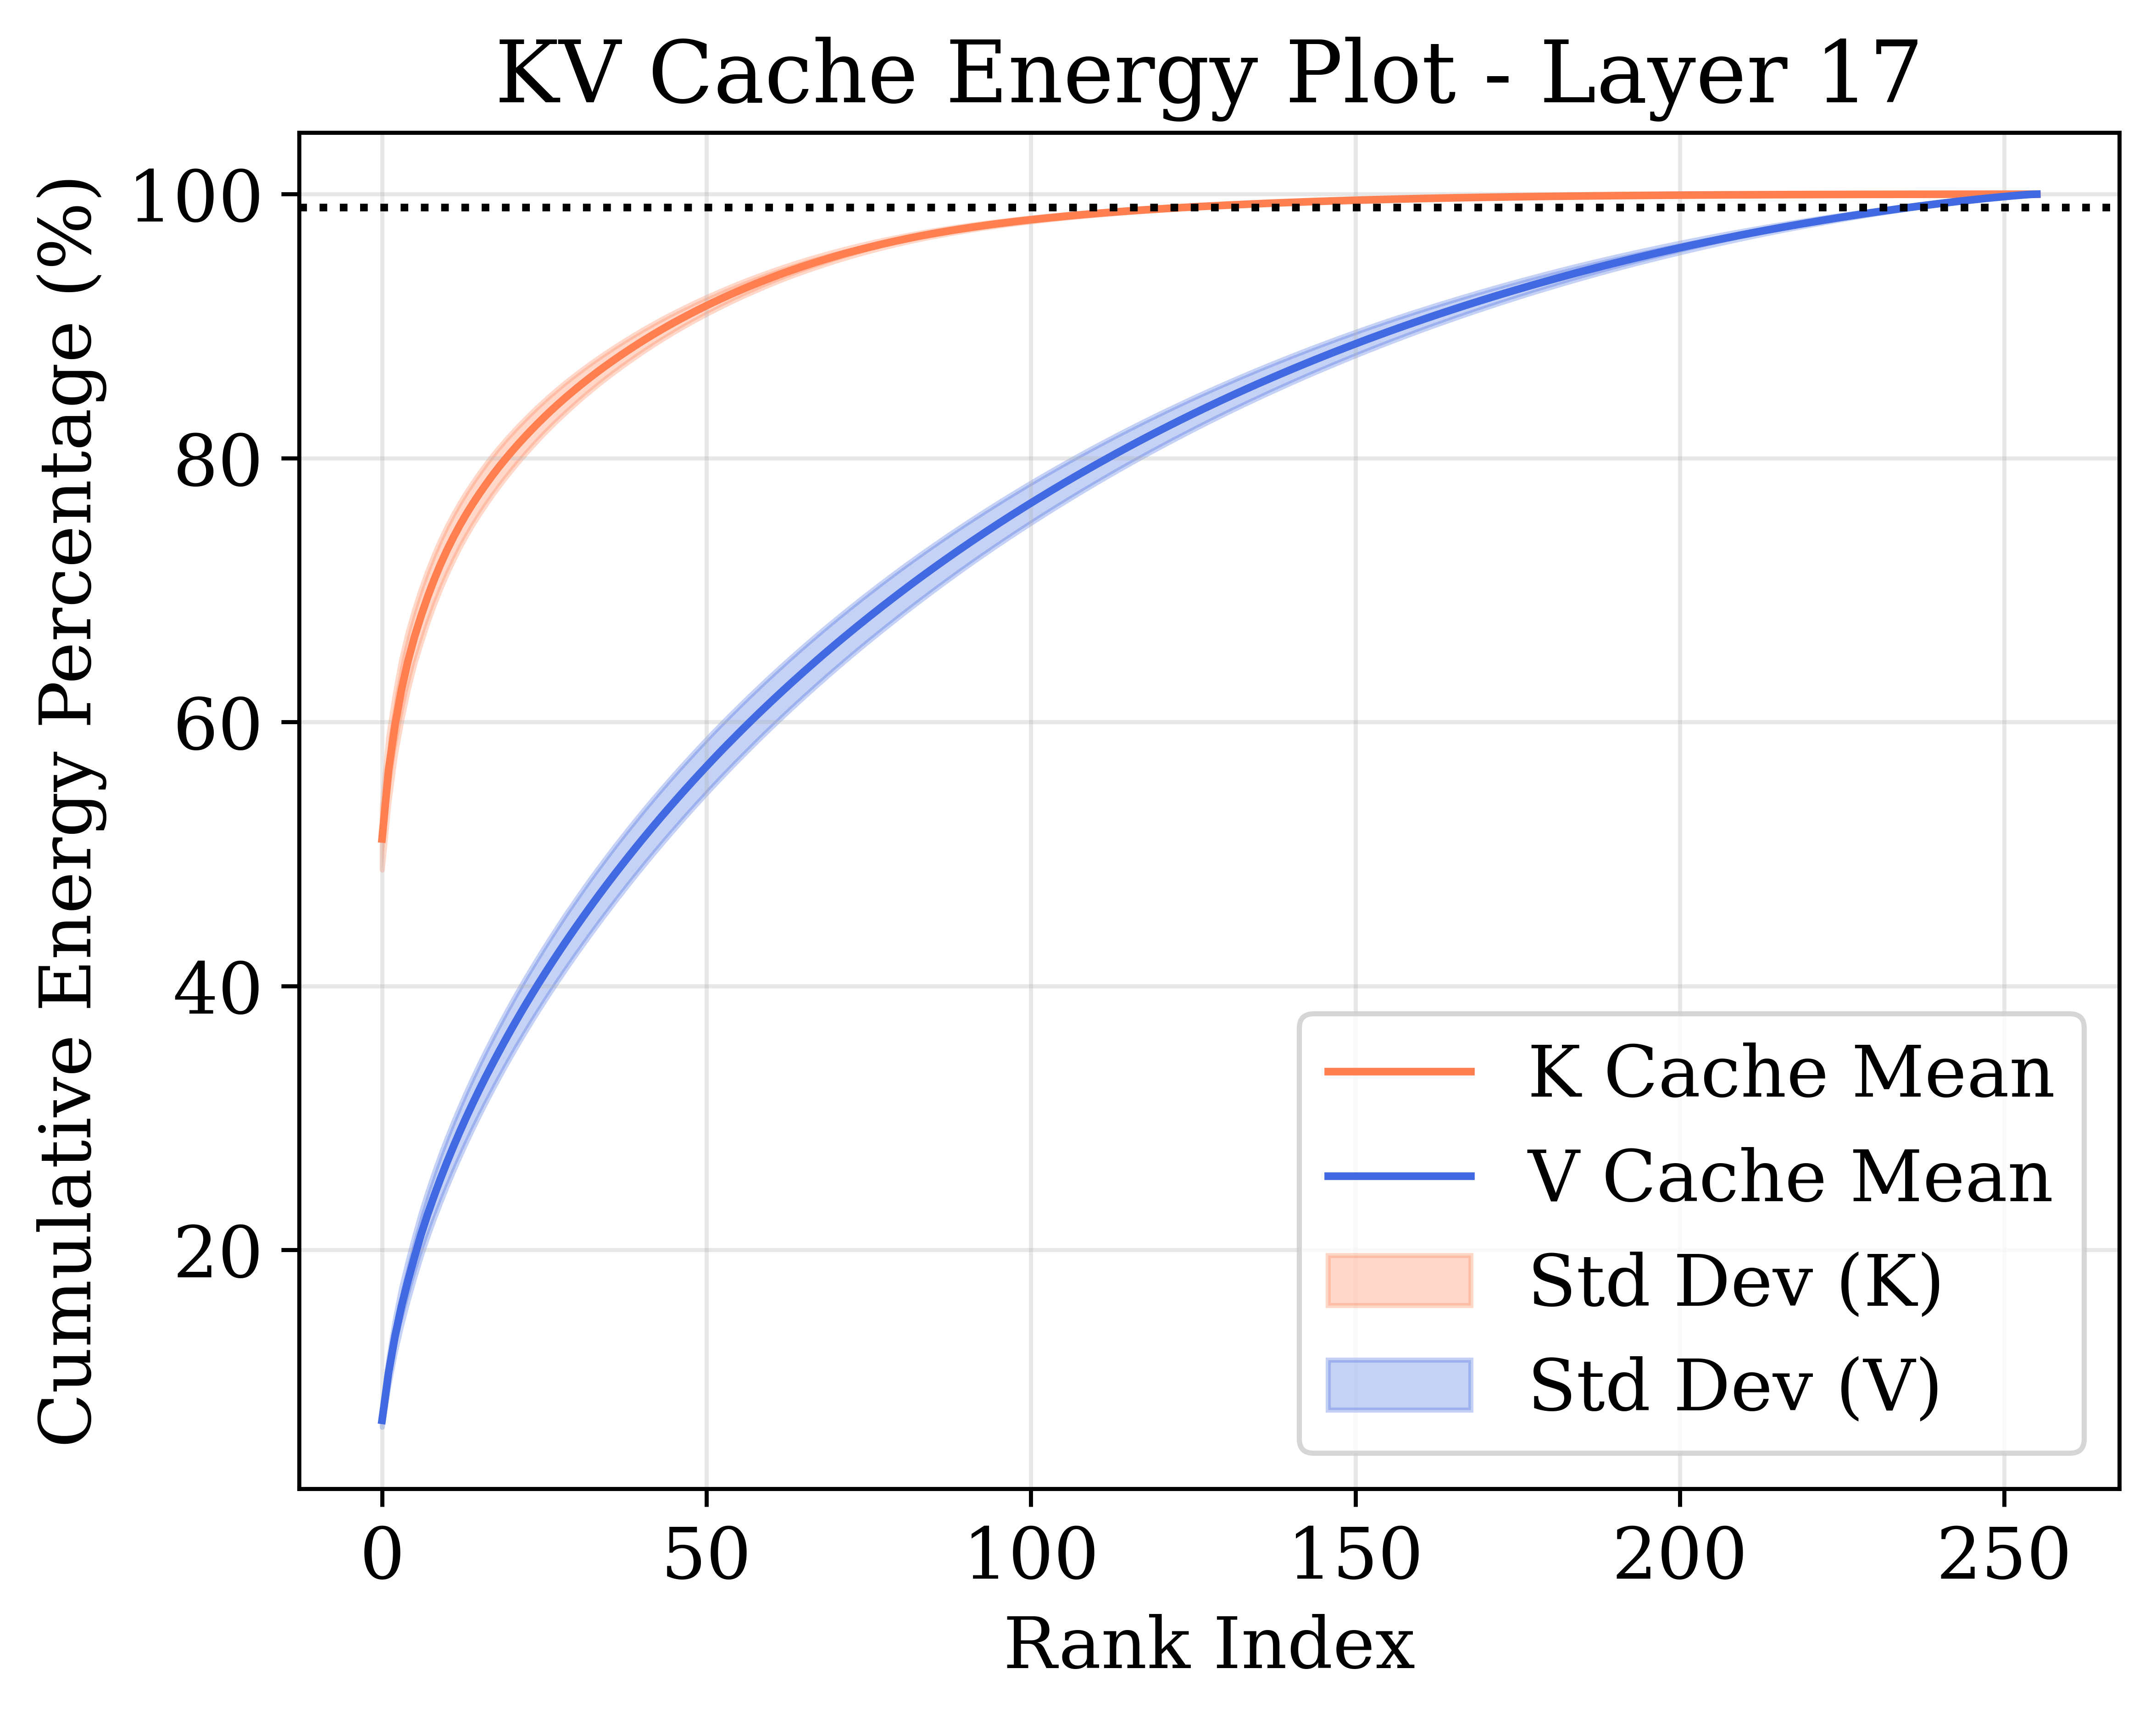 KV Cache Energy Plot - Layer 17
Cumulative Energy Percentage (%)
100
80
60
40
20
K Cache Mean
V Cache Mean
Std Dev (K)
Std Dev (V)
0 50 100 150 200 250
Rank Index